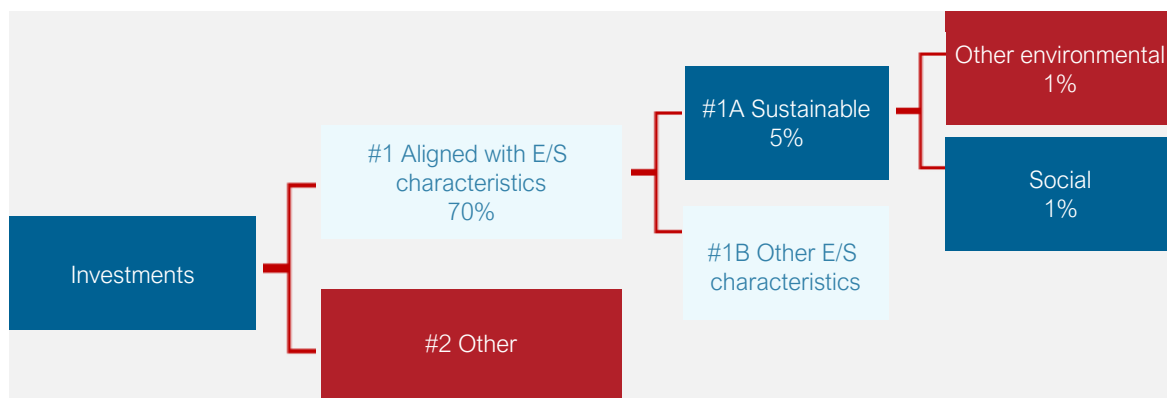 Investments
#1 Aligned with E/S
characteristics
70%
#2 Other
#1A Sustainable
5%
#1B Other E/S
characteristics
Other environmental
1%
Social
1%